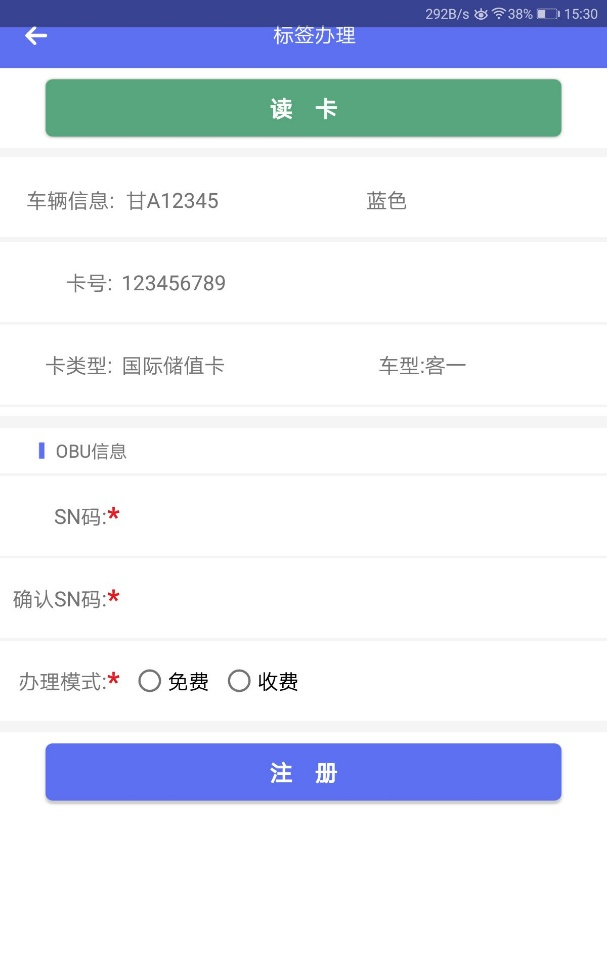 292B/s 38% 15:30
标签办理
读 卡
车辆信息: 甘A12345 蓝色
卡号: 123456789
卡类型: 国际储值卡 车型:客一
OBU信息
SN码:*
确认SN码:*
办理模式:* 免费 收费
注 册